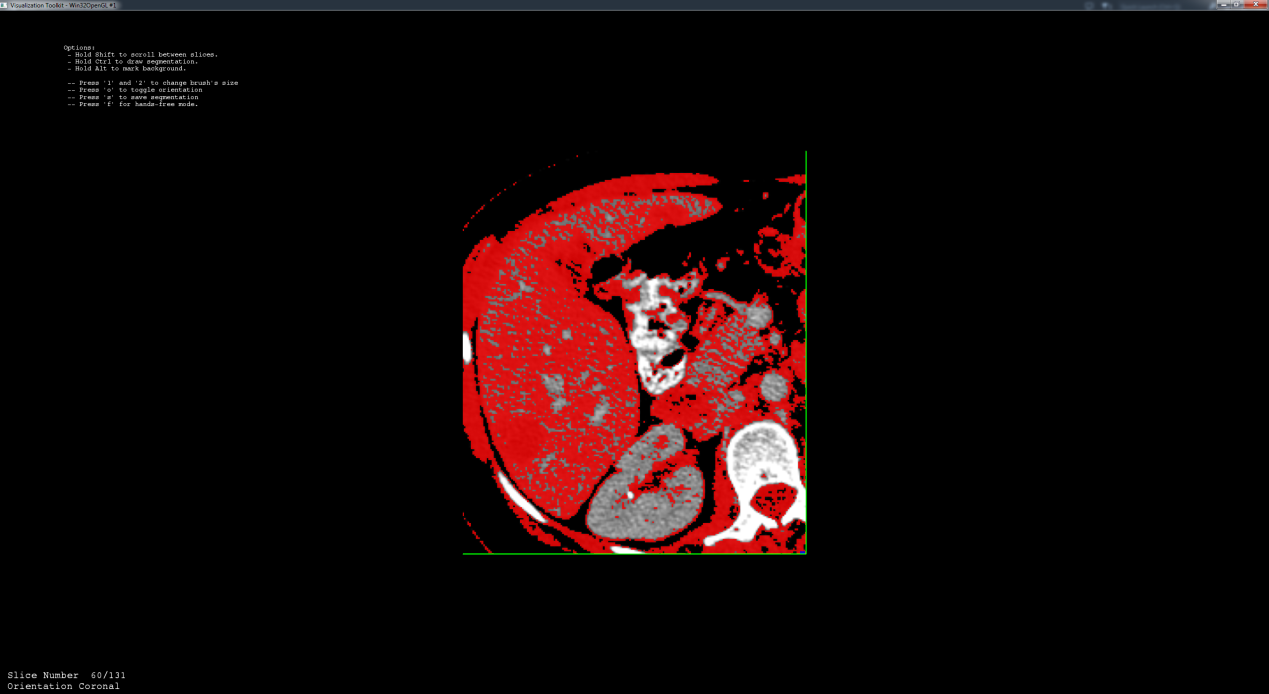 Visualization Toolkit - Win32OpenGL #1
Options:
- Hold Shift to scroll between slices.
- Hold Ctrl to draw segmentation.
- Hold Alt to mark background.
-- Press '1' and '2' to change brush's size
-- Press 'o' to toggle orientation
-- Press 's' to save segmentation
-- Press 'f' for hands-free mode.
Slice Number 60/131
Orientation Coronal